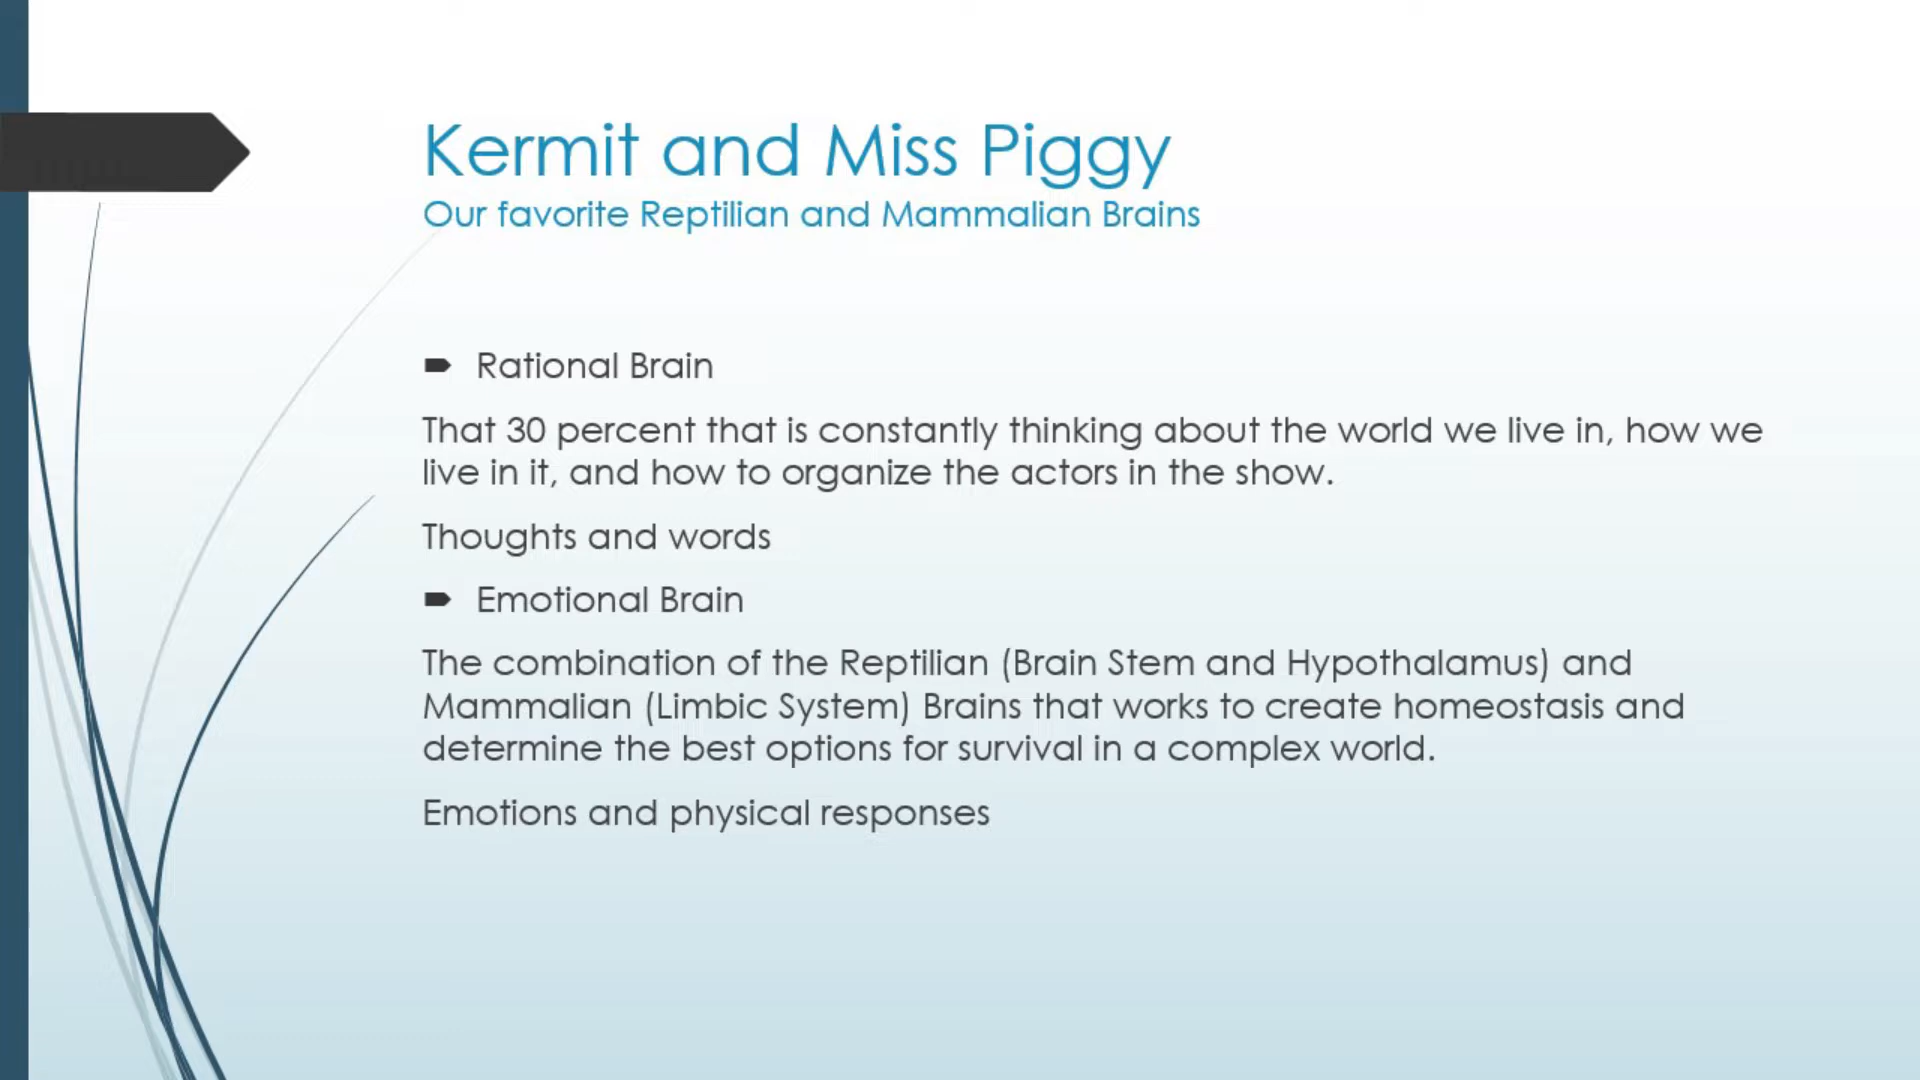 Kermit and Miss Piggy
Our favorite Reptilian and Mammalian Brains
Rational Brain
That 30 percent that is constantly thinking about the world we live in, how we
live in it, and how to organize the actors in the show.
Thoughts and words
Emotional Brain
The combination of the Reptilian (Brain Stem and Hypothalamus) and
Mammalian (Limbic System) Brains that works to create homeostasis and
determine the best options for survival in a complex world.
Emotions and physical responses